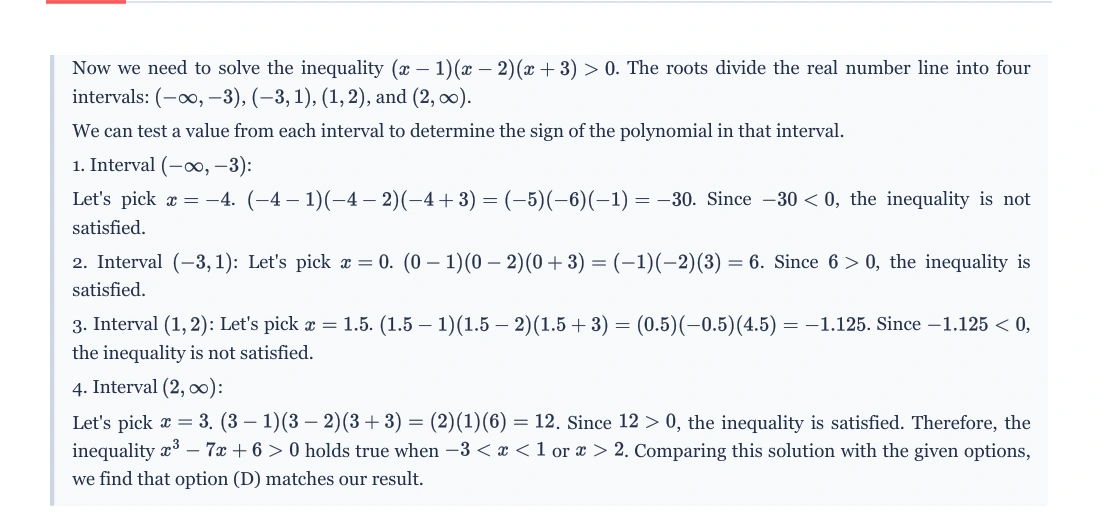 Now we need to solve the inequality (x − 1)(x − 2)(x + 3) > 0. The roots divide the real number line into four
intervals: (−∞, −3), (−3, 1), (1, 2), and (2, ∞).
We can test a value from each interval to determine the sign of the polynomial in that interval.
1. Interval (−∞, −3):
Let's pick x = −4. (−4 − 1)(−4 − 2)(−4 + 3) = (−5)(−6)(−1) = −30. Since −30 < 0, the inequality is not
satisfied.
2. Interval (−3, 1): Let's pick x = 0. (0 − 1)(0 − 2)(0 + 3) = (−1)(−2)(3) = 6. Since 6 > 0, the inequality is
satisfied.
3. Interval (1, 2): Let's pick x = 1.5. (1.5 − 1)(1.5 − 2)(1.5 + 3) = (0.5)(−0.5)(4.5) = −1.125. Since −1.125 < 0,
the inequality is not satisfied.
4. Interval (2, ∞):
Let's pick x = 3. (3 − 1)(3 − 2)(3 + 3) = (2)(1)(6) = 12. Since 12 > 0, the inequality is satisfied. Therefore, the
inequality x³ − 7x + 6 > 0 holds true when −3 < x < 1 or x > 2. Comparing this solution with the given options,
we find that option (D) matches our result.